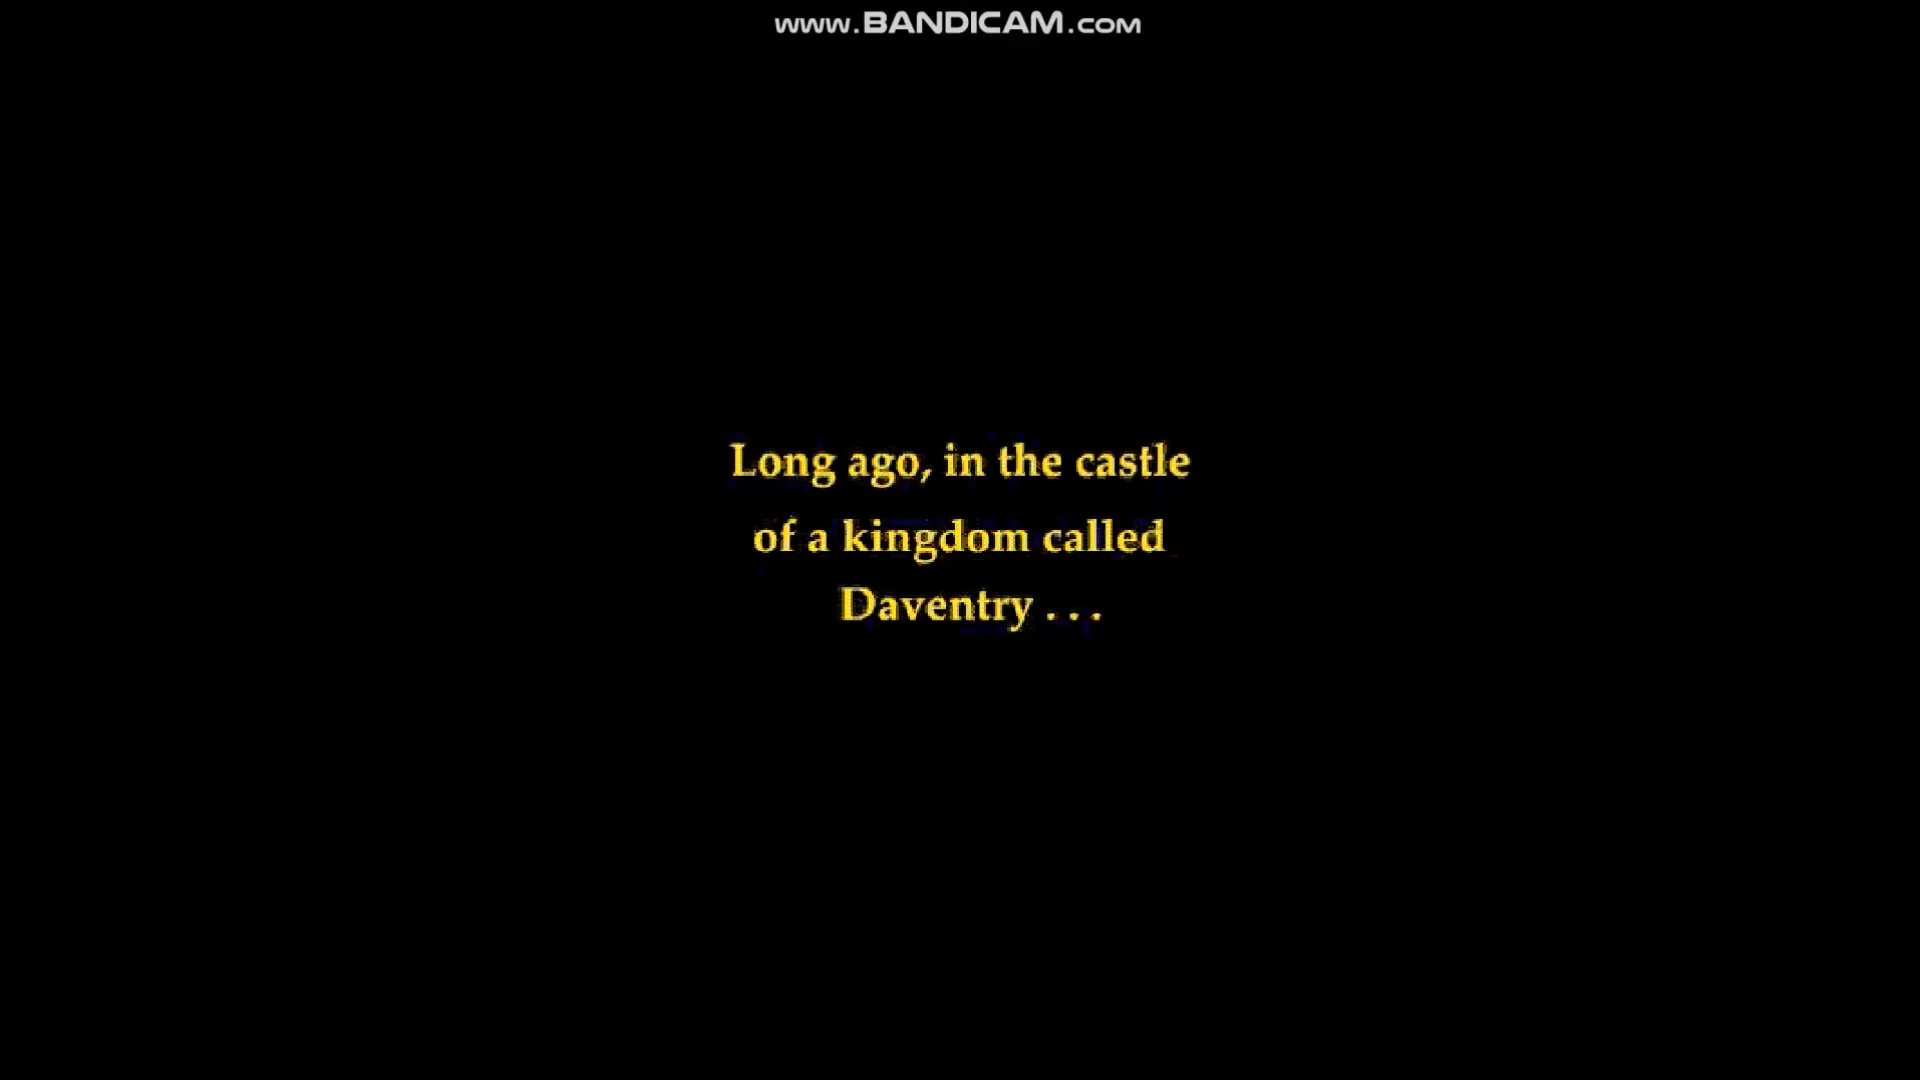 www.BANDICAM.com
Long ago, in the castle
of a kingdom called
Daventry . . .